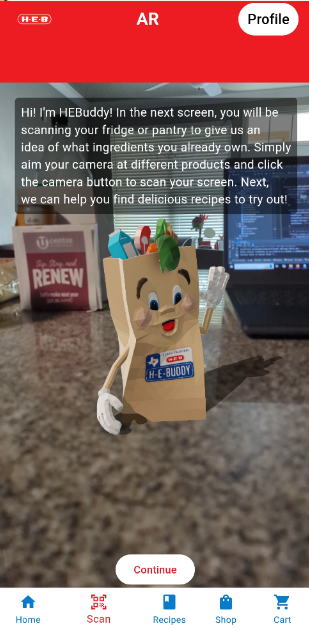 H-E-B
AR
Profile
Hi! I'm HEBuddy! In the next screen, you will be
scanning your fridge or pantry to give us an
idea of what ingredients you already own. Simply
aim your camera at different products and click
the camera button to scan your screen. Next,
we can help you find delicious recipes to try out!
RENEW
H-E-B
H-E-BUDDY
Continue
Home
Scan
Recipes
Shop
Cart